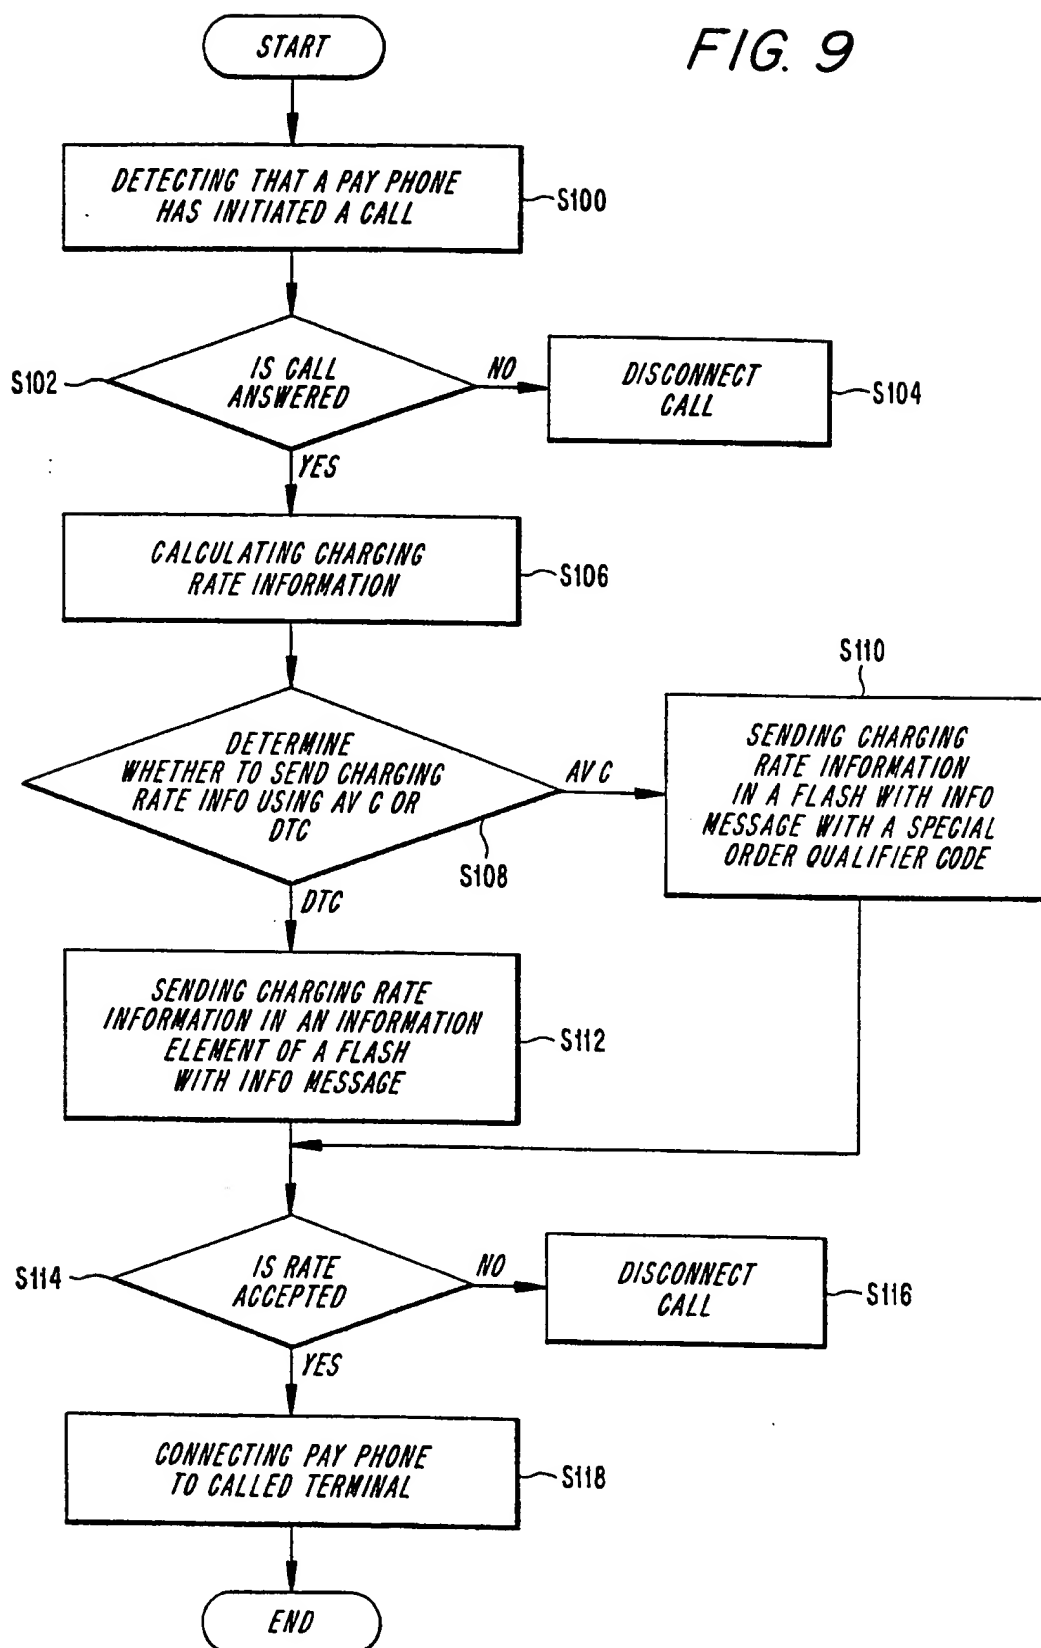 FIG. 9
START
DETECTING THAT A PAY PHONE
HAS INITIATED A CALL
S100
S102
IS CALL
ANSWERED
NO
DISCONNECT
CALL
S104
YES
CALCULATING CHARGING
RATE INFORMATION
S106
S110
DETERMINE
WHETHER TO SEND CHARGING
RATE INFO USING AV C OR
DTC
AV C
SENDING CHARGING
RATE INFORMATION
IN A FLASH WITH INFO
MESSAGE WITH A SPECIAL
ORDER QUALIFIER CODE
S108
DTC
SENDING CHARGING RATE
INFORMATION IN AN INFORMATION
ELEMENT OF A FLASH
WITH INFO MESSAGE
S112
S114
IS RATE
ACCEPTED
NO
DISCONNECT
CALL
S116
YES
CONNECTING PAY PHONE
TO CALLED TERMINAL
S118
END